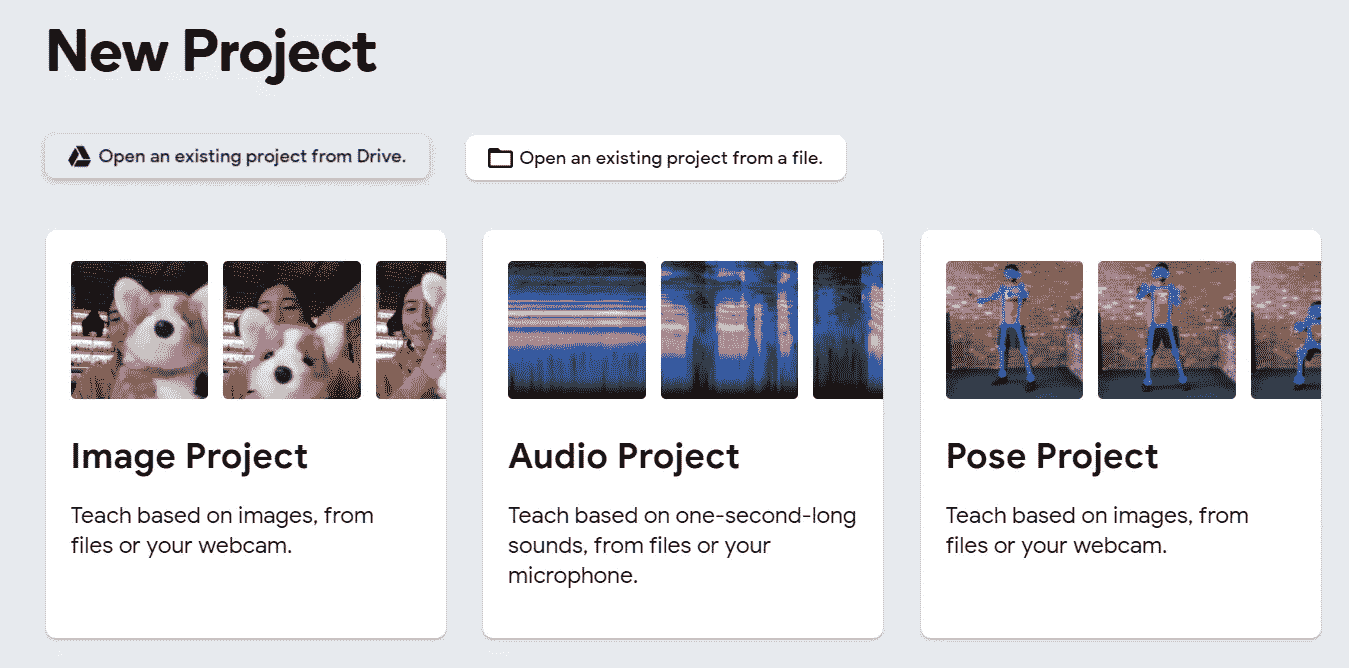 New Project
Open an existing project from Drive.
Open an existing project from a file.
Image Project
Teach based on images, from
files or your webcam.
Audio Project
Teach based on one-second-long
sounds, from files or your
microphone.
Pose Project
Teach based on images, from
files or your webcam.